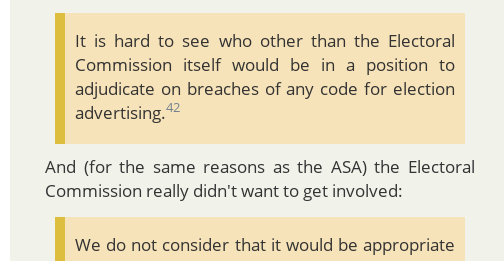 It is hard to see who other than the Electoral
Commission itself would be in a position to
adjudicate on breaches of any code for election
advertising.42
And (for the same reasons as the ASA) the Electoral
Commission really didn't want to get involved:
We do not consider that it would be appropriate